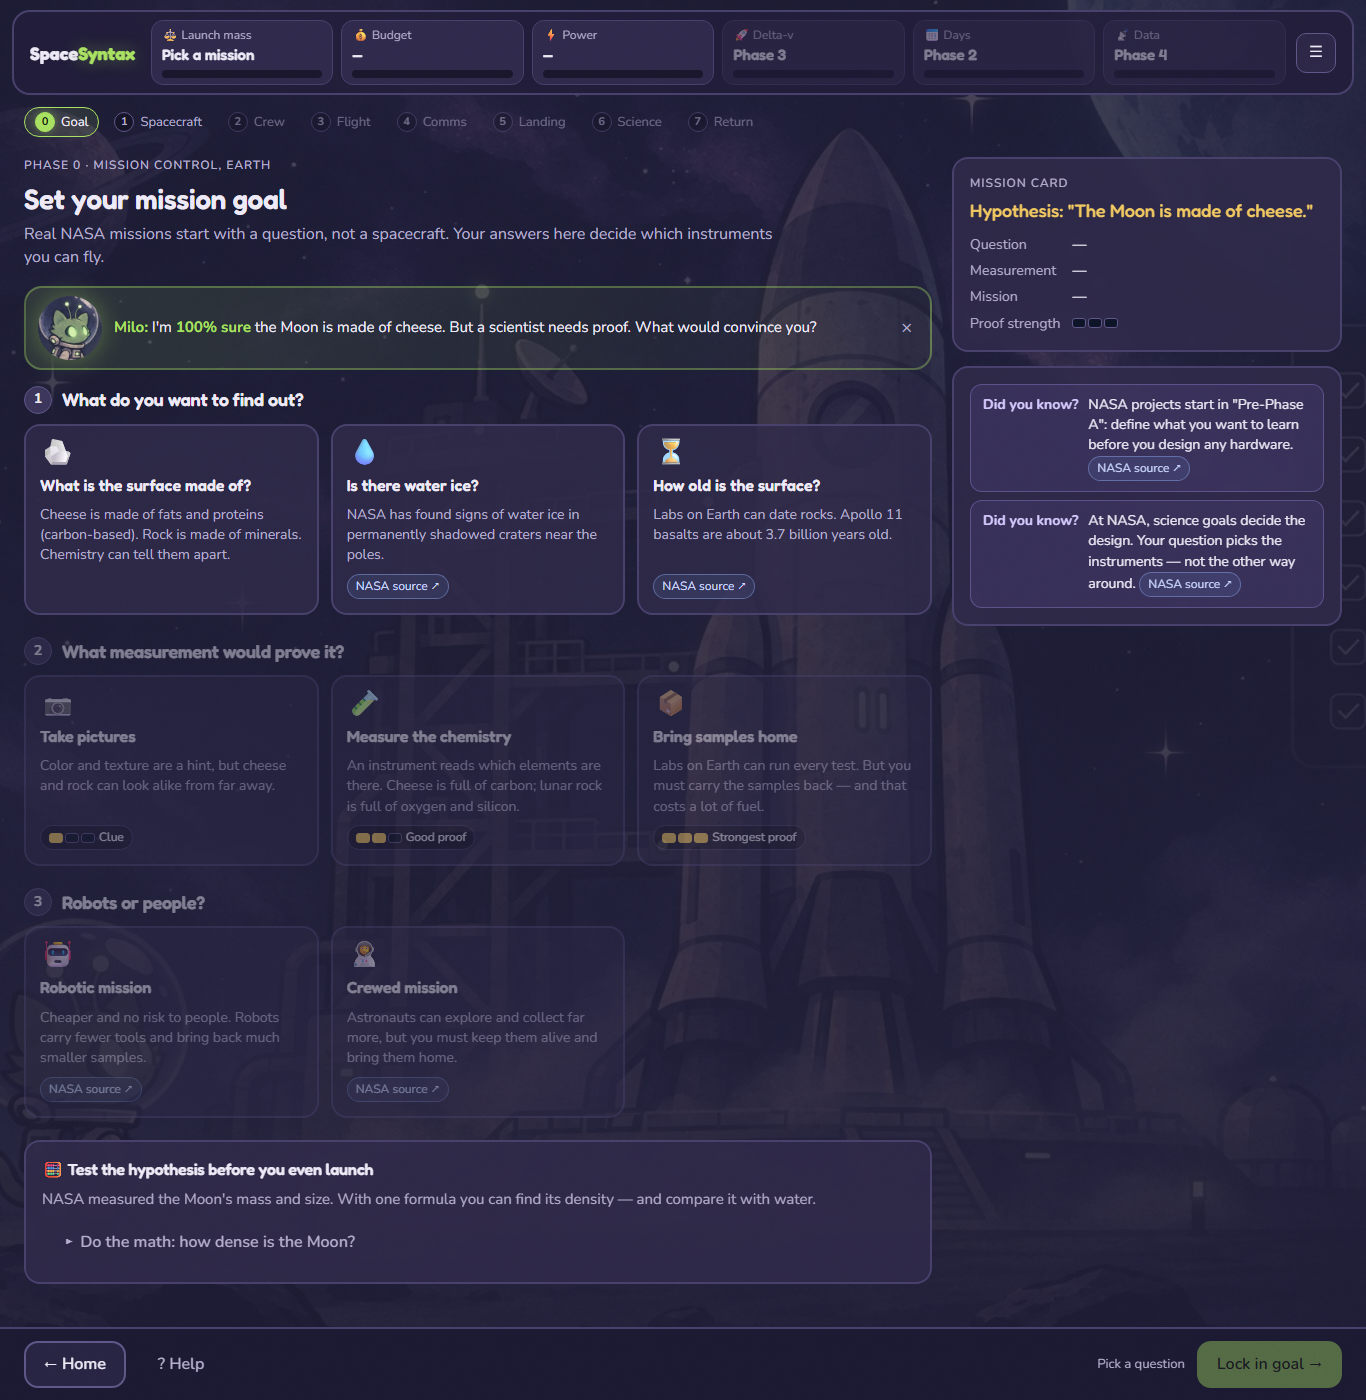 SpaceSyntax
Launch mass
Pick a mission
Budget
—
Power
—
Delta-v
Phase 3
Days
Phase 2
Data
Phase 4
☰
0 Goal
1 Spacecraft
2 Crew
3 Flight
4 Comms
5 Landing
6 Science
7 Return
PHASE 0 · MISSION CONTROL, EARTH
Set your mission goal
Real NASA missions start with a question, not a spacecraft. Your answers here decide which instruments
you can fly.
Milo: I'm 100% sure the Moon is made of cheese. But a scientist needs proof. What would convince you?
×
1 What do you want to find out?
What is the surface made of?
Cheese is made of fats and proteins
(carbon-based). Rock is made of minerals.
Chemistry can tell them apart.
Is there water ice?
NASA has found signs of water ice in
permanently shadowed craters near the
poles.
NASA source ↗
How old is the surface?
Labs on Earth can date rocks. Apollo 11
basalts are about 3.7 billion years old.
NASA source ↗
2 What measurement would prove it?
Take pictures
Color and texture are a hint, but cheese
and rock can look alike from far away.
Clue
Measure the chemistry
An instrument reads which elements are
there. Cheese is full of carbon; lunar rock
is full of oxygen and silicon.
Good proof
Bring samples home
Labs on Earth can run every test. But you
must carry the samples back — and that
costs a lot of fuel.
Strongest proof
3 Robots or people?
Robotic mission
Cheaper and no risk to people. Robots
carry fewer tools and bring back much
smaller samples.
NASA source ↗
Crewed mission
Astronauts can explore and collect far
more, but you must keep them alive and
bring them home.
NASA source ↗
Test the hypothesis before you even launch
NASA measured the Moon's mass and size. With one formula you can find its density — and compare it with water.
▸ Do the math: how dense is the Moon?
MISSION CARD
Hypothesis: "The Moon is made of cheese."
Question —
Measurement —
Mission —
Proof strength
Did you know? NASA projects start in "Pre-Phase
A": define what you want to learn
before you design any hardware.
NASA source ↗
Did you know? At NASA, science goals decide the
design. Your question picks the
instruments — not the other way
around. NASA source ↗
← Home
? Help
Pick a question
Lock in goal →